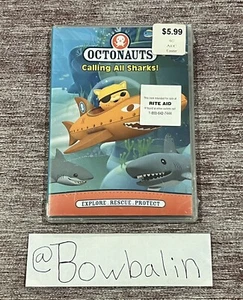 $5.99
OCTONAUTS
Calling All Sharks!
RITE AID
EXPLORE . RESCUE . PROTECT
@Bowbalin